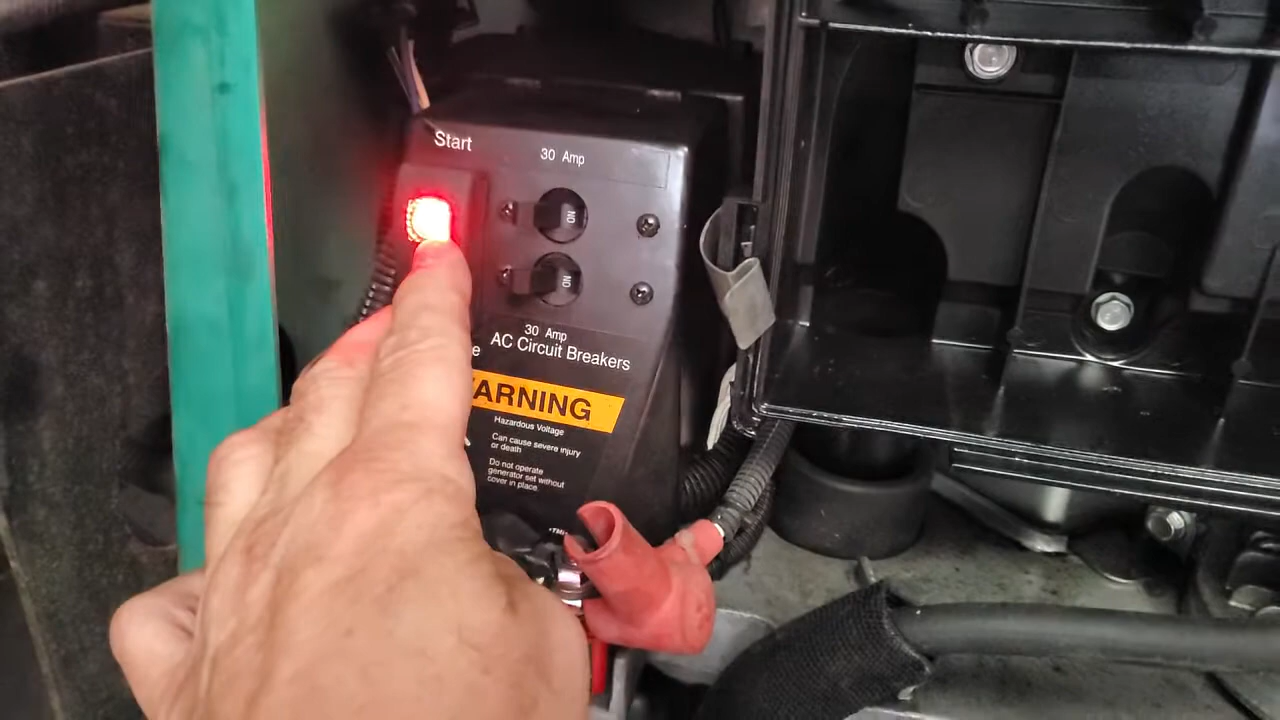 Start
30 Amp
ON
ON
30 Amp
AC Circuit Breakers
WARNING
Hazardous Voltage
Can cause severe injury
or death
Do not operate
generator set without
cover in place.